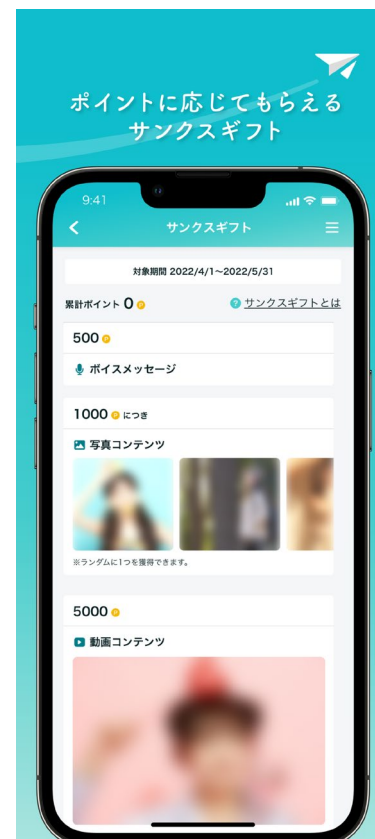 ポイントに応じてもらえる
サンクスギフト
9:41
サンクスギフト
対象期間 2022/4/1~2022/5/31
累計ポイント 0 P
? サンクスギフトとは
500 P
ボイスメッセージ
1000 P につき
写真コンテンツ
※ランダムに1つを獲得できます。
5000 P
動画コンテンツ